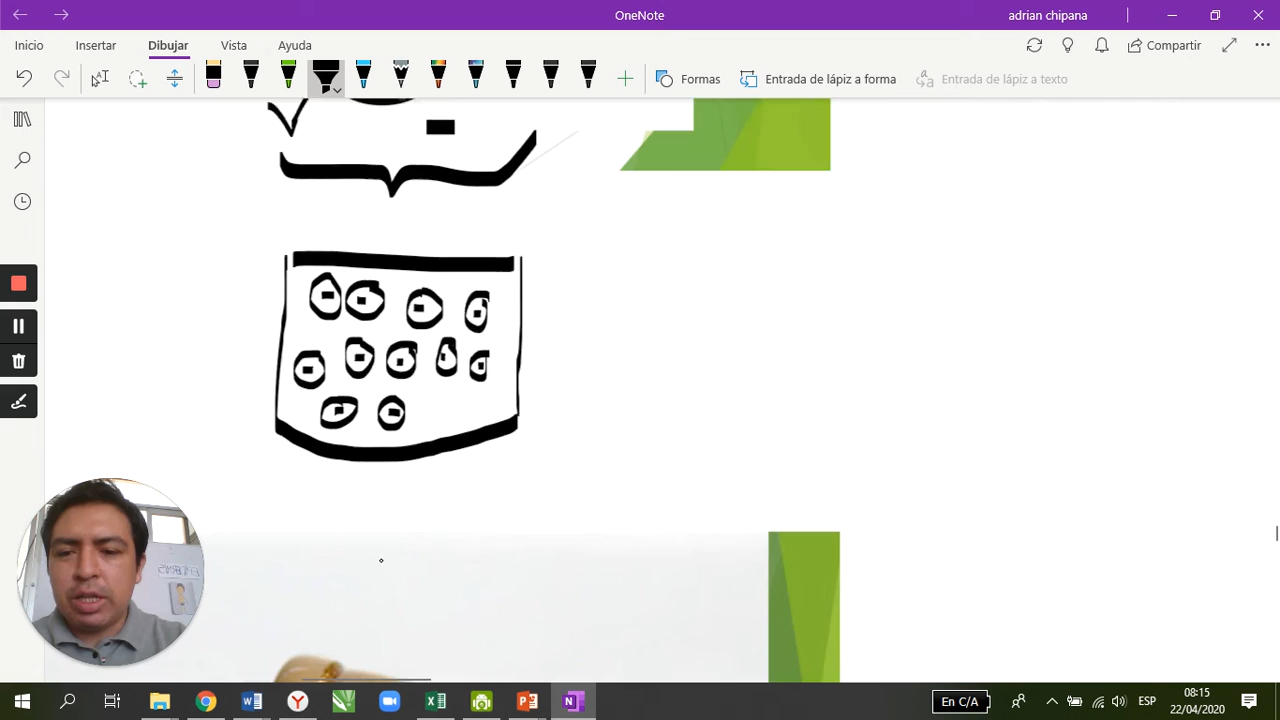 OneNote
adrian chipana
Inicio
Insertar
Dibujar
Vista
Ayuda
Compartir
Formas
Entrada de lápiz a forma
Entrada de lápiz a texto
En C/A
ESP
08:15
22/04/2020